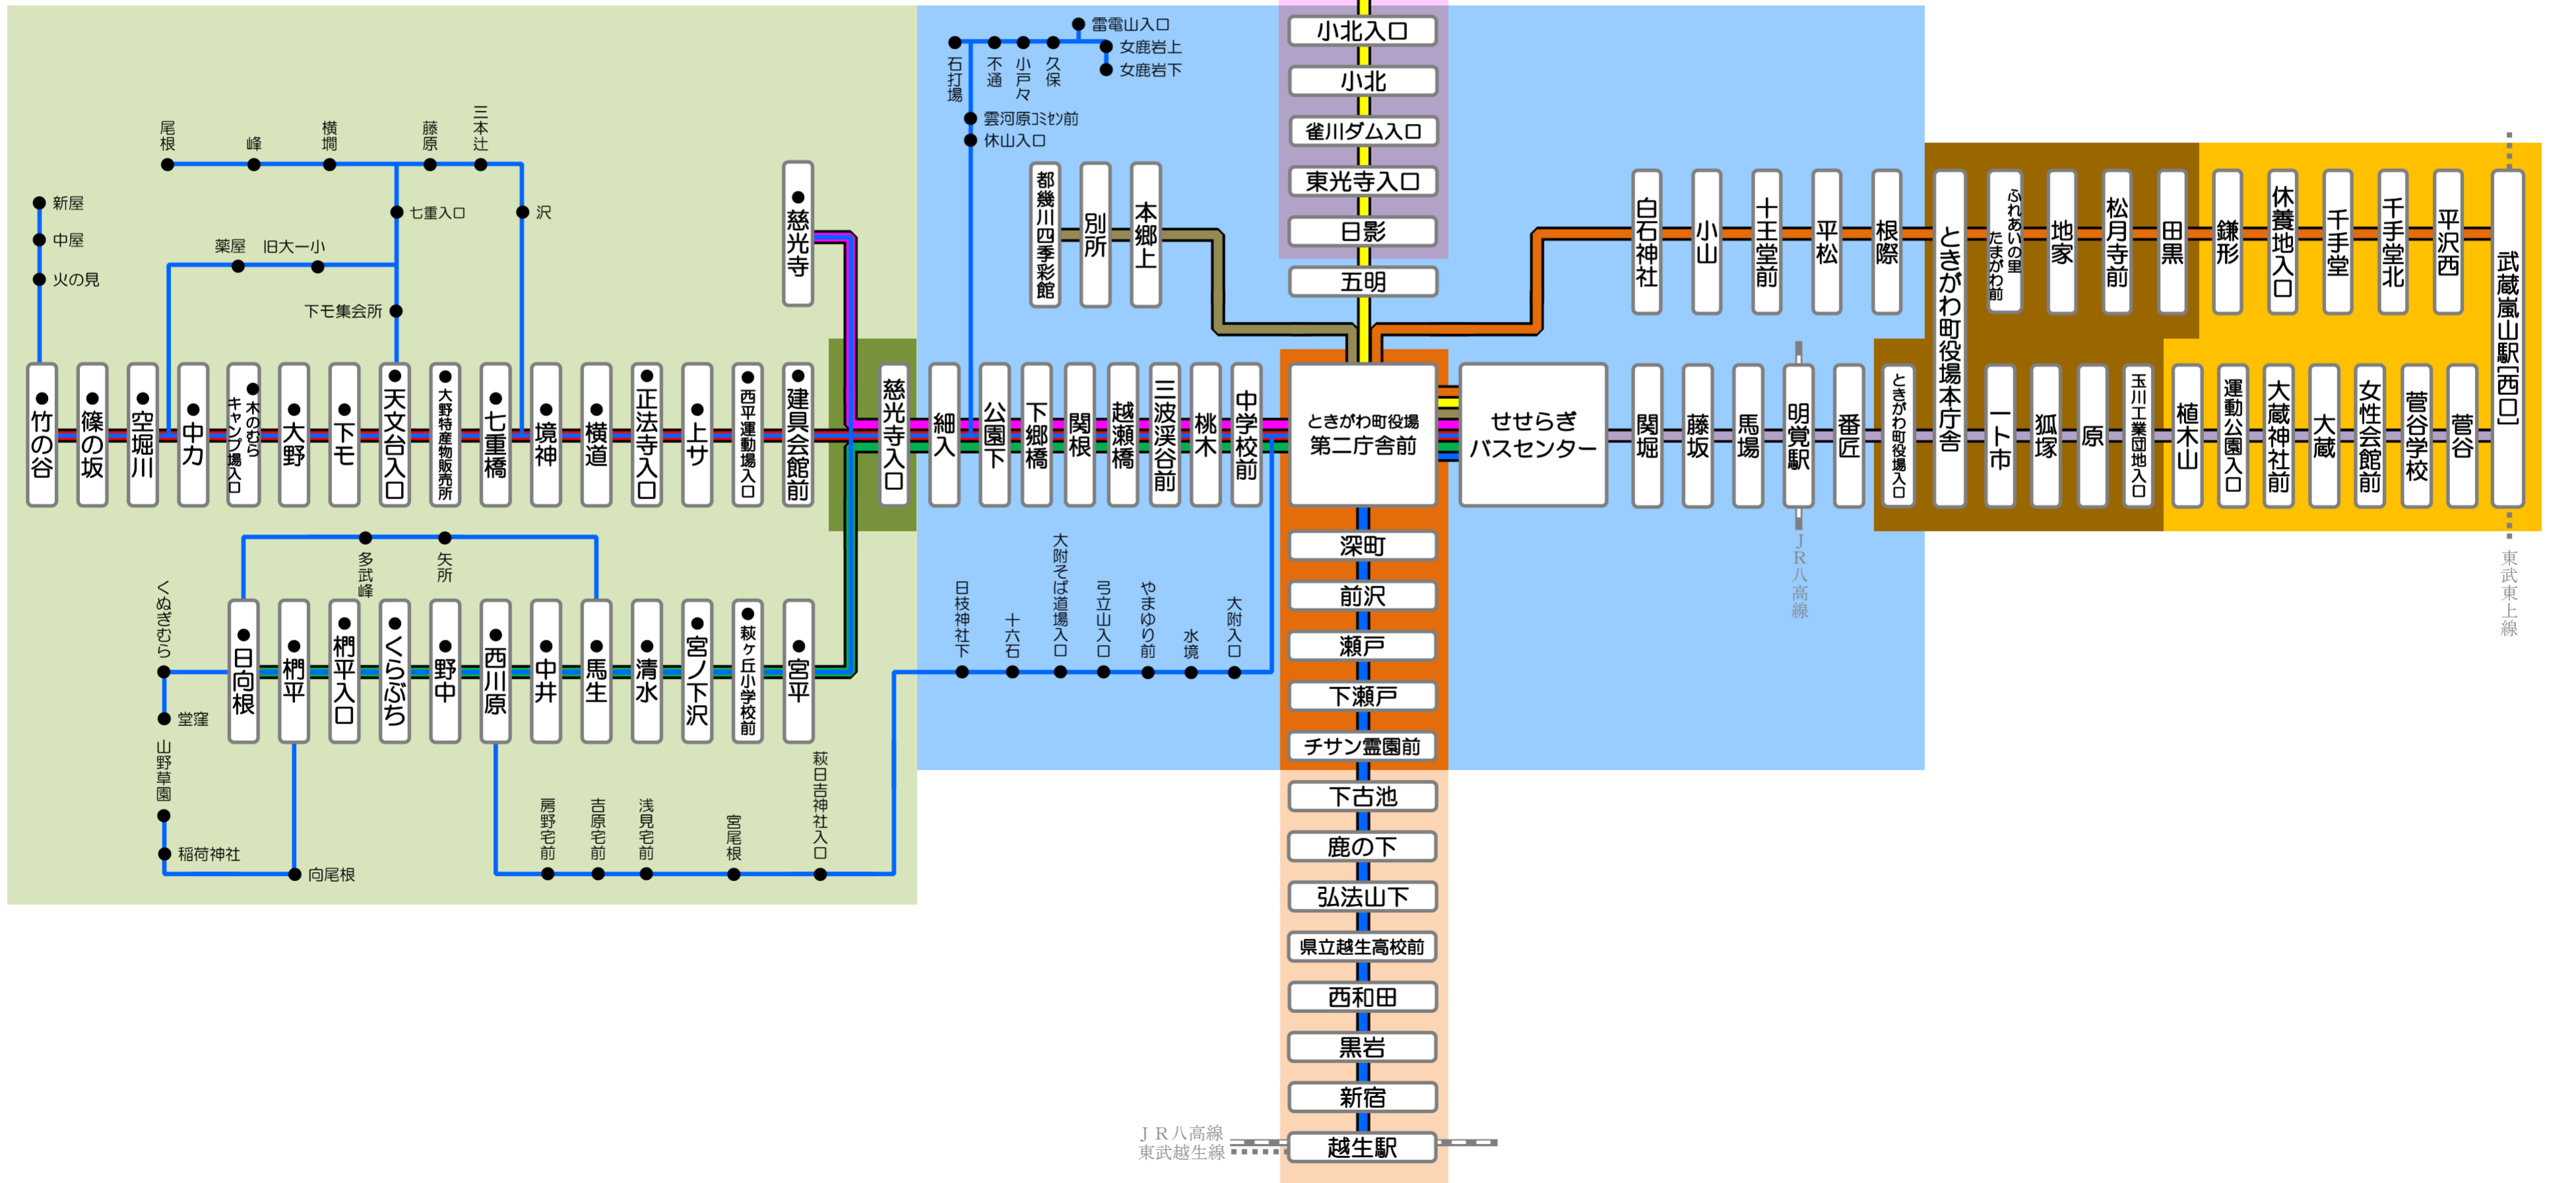 小北入口
小北
雀川ダム入口
東光寺入口
日影
五明
雷電山入口
女鹿岩上
女鹿岩下
石打場
不通
小戸々
久保
雲河原ｺﾐｾﾝ前
休山入口
尾根
峰
横塲
藤原
三本辻
新屋
中屋
火の見
七重入口
沢
薬屋
旧大一小
下モ集会所
慈光寺
都幾川四季彩館
別所
本郷上
白石神社
小山
十王堂前
平松
根際
ときがわ町役場本庁舎
ふれあいの里
たまがわ前
地家
松月寺前
田黒
鎌形
休養地入口
千手堂
千手堂北
平沢西
武蔵嵐山駅[西口]
竹の谷
篠の坂
空堀川
中力
木のむら
キャンプ場入口
大野
下モ
天文台入口
大野特産物販売所
七重橋
境神
横道
正法寺入口
上サ
西平運動場入口
建具会館前
慈光寺入口
細入
公園下
下郷橋
関根
越瀬橋
三波渓谷前
桃木
中学校前
ときがわ町役場
第二庁舎前
せせらぎ
バスセンター
関堀
藤坂
馬場
明覚駅
番匠
ときがわ町役場入口
一ト市
狐塚
原
玉川工業団地入口
植木山
運動公園入口
大蔵神社前
大蔵
女性会館前
菅谷学校
菅谷
ＪＲ八高線
東武東上線
多武峰
矢所
くぬぎむら
堂窪
山野草園
稲荷神社
向尾根
日向根
椚平
椚平入口
くらぶち
野中
西川原
中井
馬生
清水
宮ノ下沢
萩ヶ丘小学校前
宮平
日枝神社下
十六石
大附そば道場入口
弓立山入口
やまゆり前
水境
大附入口
房野宅前
吉原宅前
浅見宅前
宮尾根
萩日吉神社入口
深町
前沢
瀬戸
下瀬戸
チサン霊園前
下古池
鹿の下
弘法山下
県立越生高校前
西和田
黒岩
新宿
越生駅
ＪＲ八高線
東武越生線